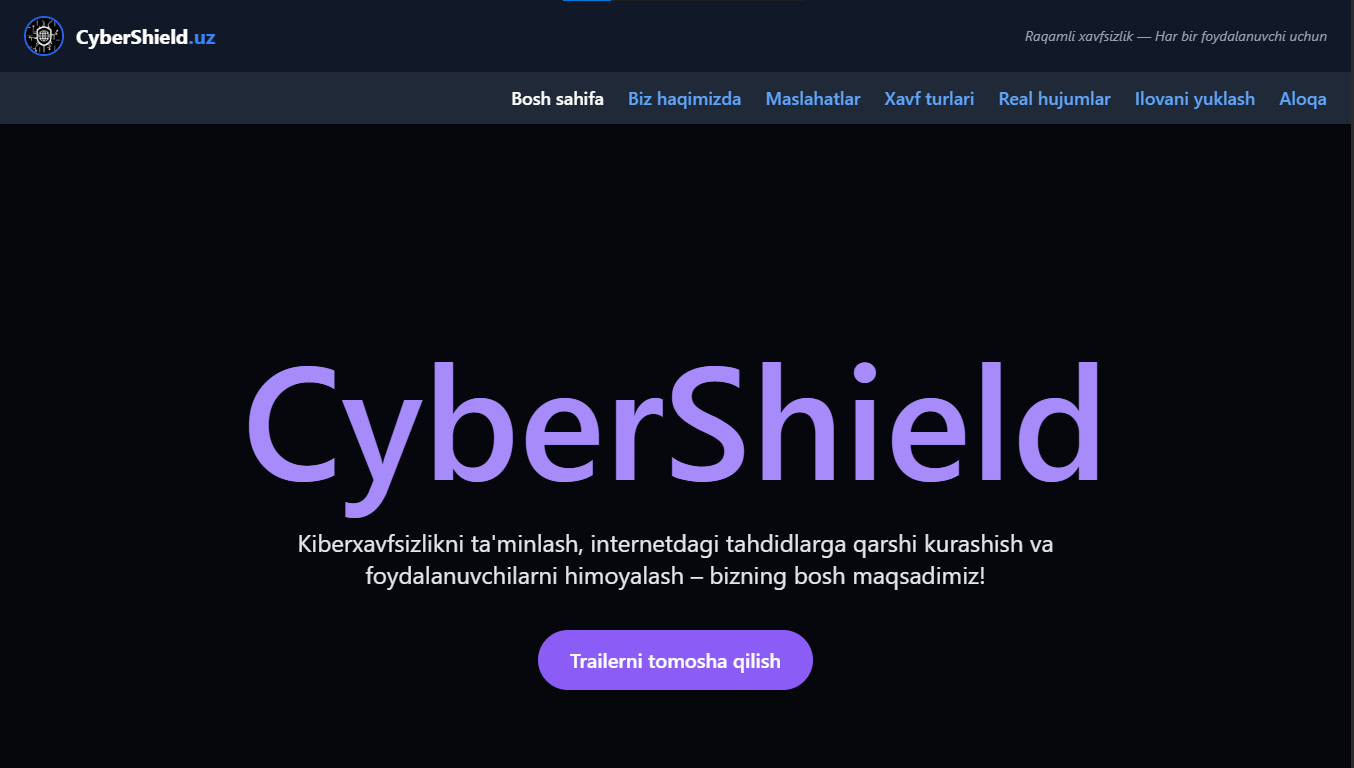 CyberShield.uz
Raqamli xavfsizlik — Har bir foydalanuvchi uchun
Bosh sahifa Biz haqimizda Maslahatlar Xavf turlari Real hujumlar Ilovani yuklash Aloqa
CyberShield
Kiberxavfsizlikni ta'minlash, internetdagi tahdidlarga qarshi kurashish va
foydalanuvchilarni himoyalash – bizning bosh maqsadimiz!
Trailerni tomosha qilish